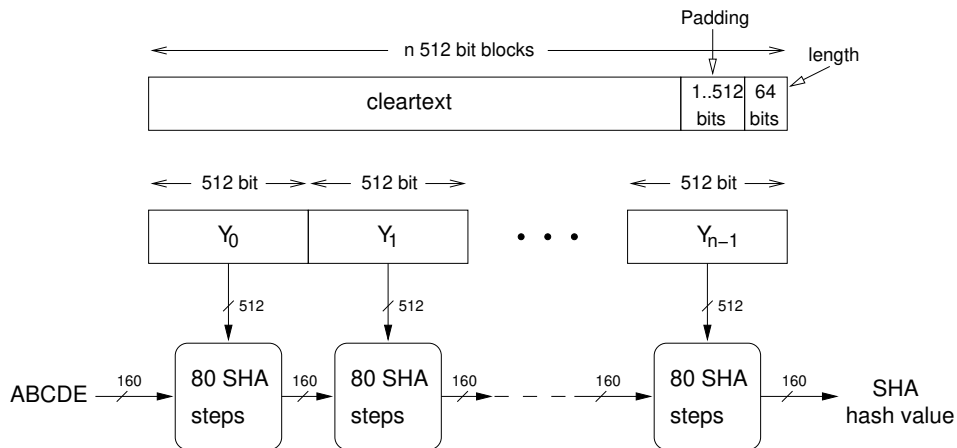 Padding
n 512 bit blocks
length
cleartext
1..512
bits
64
bits
512 bit
512 bit
512 bit
Y0
Y1
Yn−1
512
512
512
ABCDE
160
80 SHA
steps
160
80 SHA
steps
160
160
80 SHA
steps
160
SHA
hash value